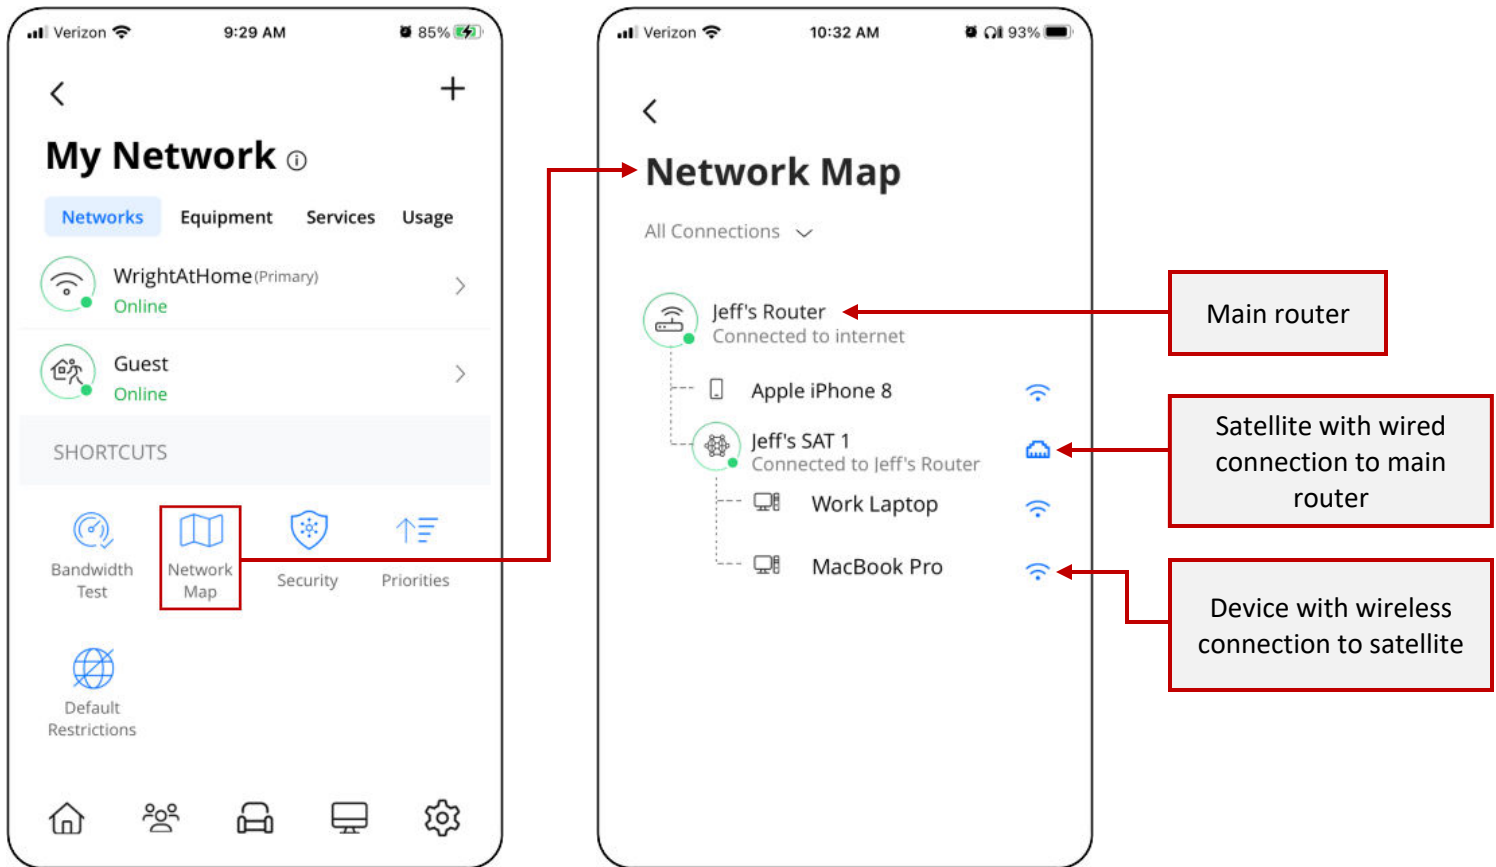 Verizon
9:29 AM
85%
My Network
Networks Equipment Services Usage
WrightAtHome (Primary)
Online
Guest
Online
SHORTCUTS
Bandwidth
Test
Network
Map
Security
Priorities
Default
Restrictions
Verizon
10:32 AM
93%
Network Map
All Connections
Jeff's Router
Connected to internet
Apple iPhone 8
Jeff's SAT 1
Connected to Jeff's Router
Work Laptop
MacBook Pro
Main router
Satellite with wired
connection to main
router
Device with wireless
connection to satellite